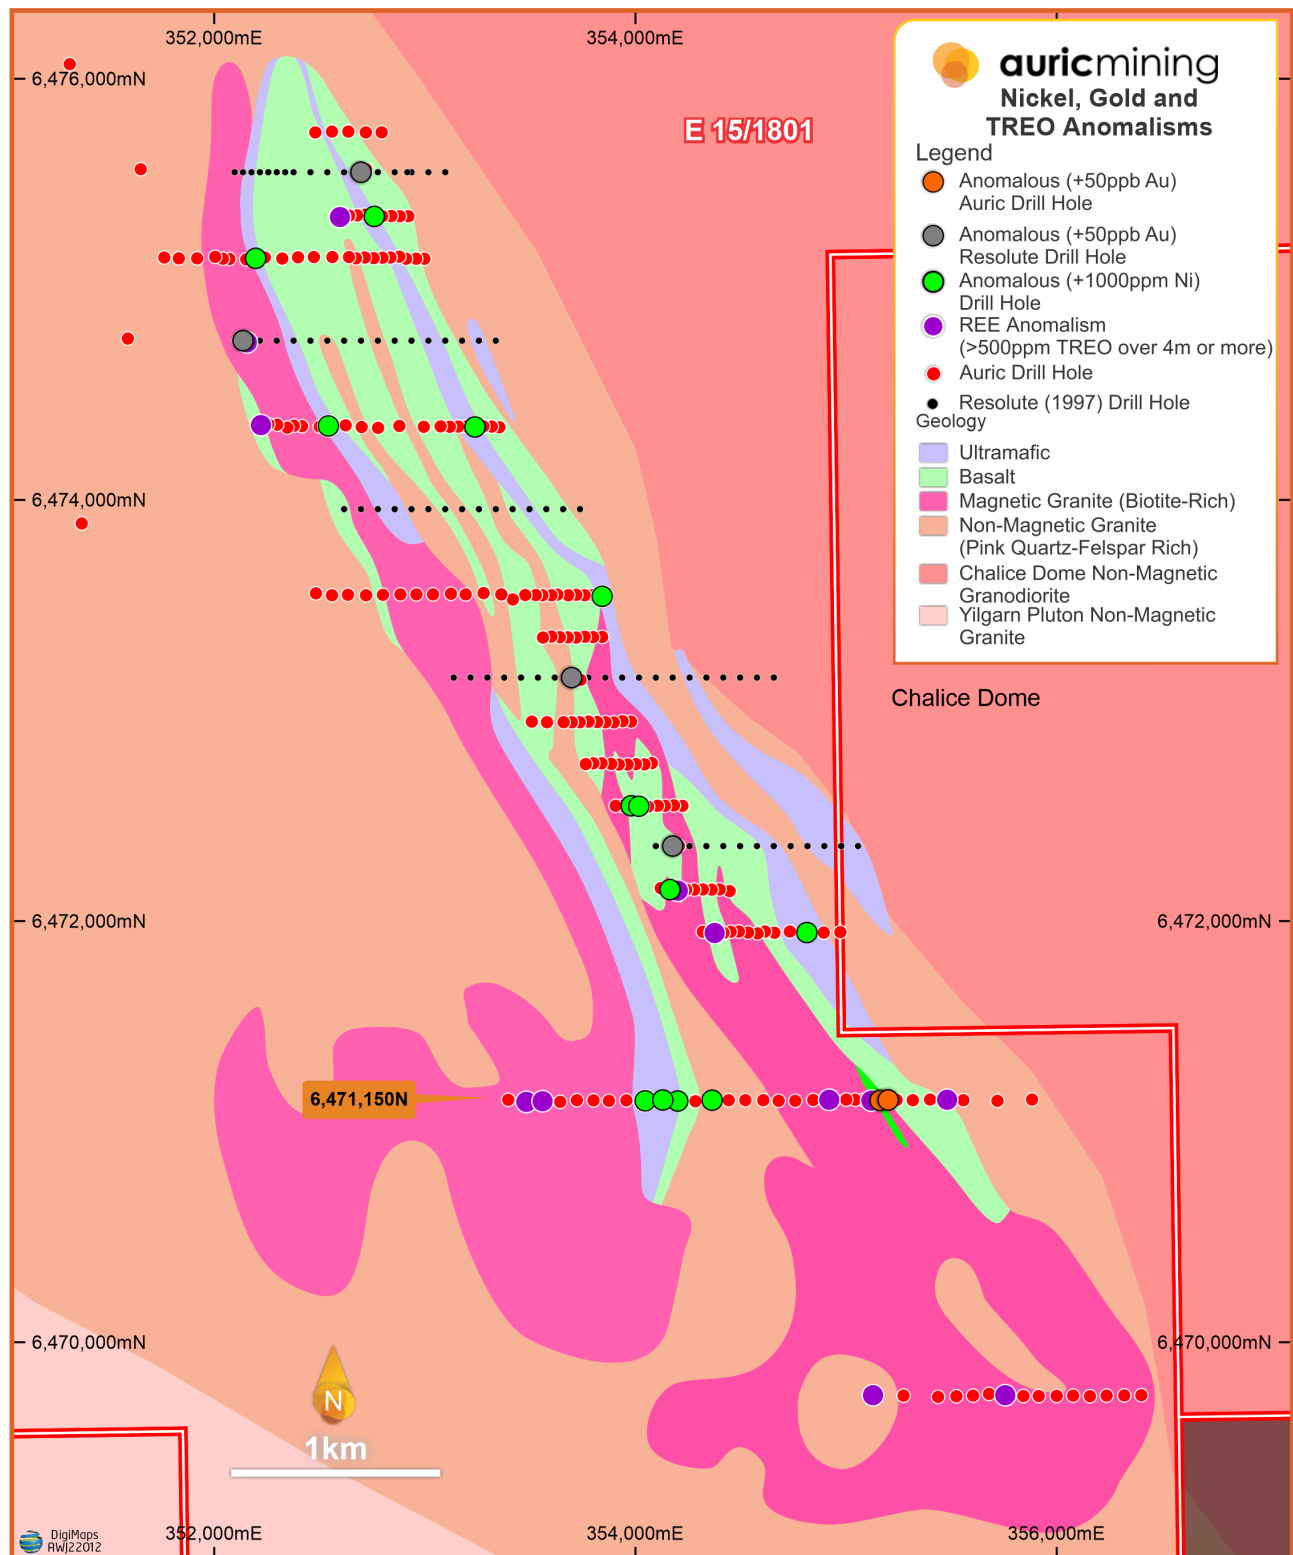 352,000mE
354,000mE
6,476,000mN
E 15/1801
auricmining
Nickel, Gold and
TREO Anomalisms
Legend
Anomalous (+50ppb Au)
Auric Drill Hole
Anomalous (+50ppb Au)
Resolute Drill Hole
Anomalous (+1000ppm Ni)
Drill Hole
REE Anomalism
(>500ppm TREO over 4m or more)
Auric Drill Hole
Resolute (1997) Drill Hole
Geology
Ultramafic
Basalt
Magnetic Granite (Biotite-Rich)
Non-Magnetic Granite
(Pink Quartz-Felspar Rich)
Chalice Dome Non-Magnetic
Granodiorite
Yilgarn Pluton Non-Magnetic
Granite
6,474,000mN
Chalice Dome
6,472,000mN
6,472,000mN
6,471,150N
6,470,000mN
6,470,000mN
N
1km
352,000mE
354,000mE
356,000mE
DigiMaps
AWJ22012